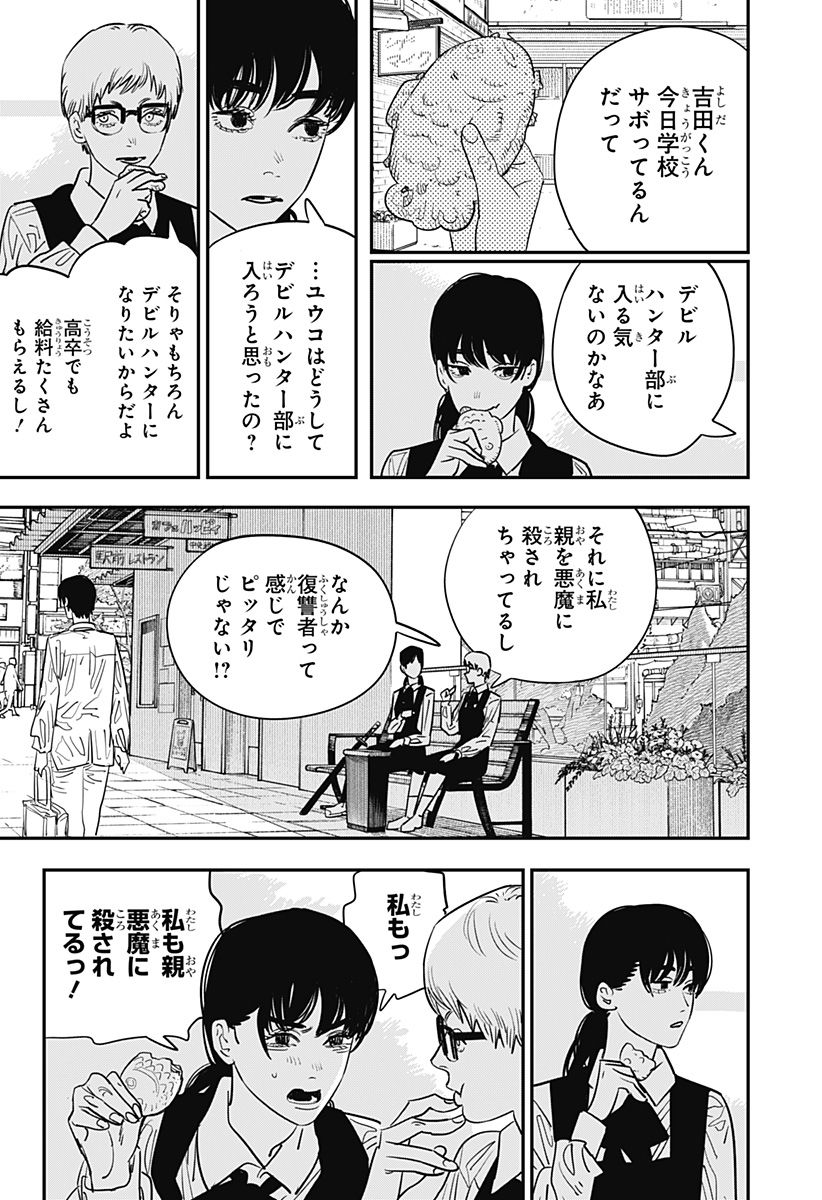 吉田くん
今日学校
サボってるん
だって
デビル
ハンター部に
入る気
ないのかなあ
…ユウコはどうして
デビルハンター部に
入ろうと思ったの?
そりゃもちろん
デビルハンターに
なりたいからだよ
高卒でも
給料たくさん
もらえるし!
それに私
親を悪魔に
殺され
ちゃってるし
なんか
復讐者って
感じで
ピッタリ
じゃない!?
カフェハッピィ
駅前レストラン
私もっ
私も親
悪魔に
殺され
てるっ!